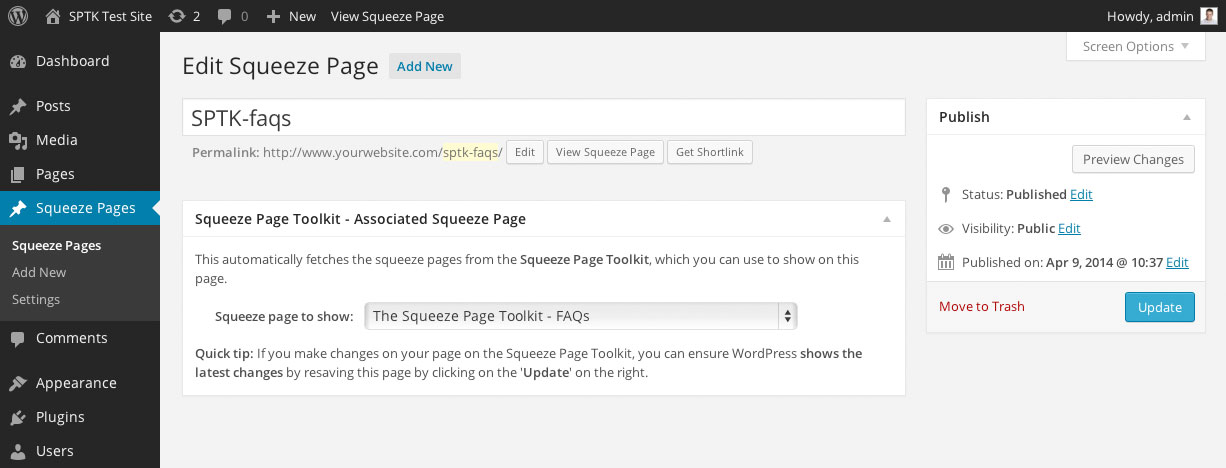 SPTK Test Site 2 0 New View Squeeze Page Howdy, admin
Screen Options
Dashboard
Posts
Media
Pages
Squeeze Pages
Squeeze Pages
Add New
Settings
Comments
Appearance
Plugins
Users
Edit Squeeze Page Add New
SPTK-faqs
Permalink: http://www.yourwebsite.com/sptk-faqs/ Edit View Squeeze Page Get Shortlink
Squeeze Page Toolkit - Associated Squeeze Page
This automatically fetches the squeeze pages from the Squeeze Page Toolkit, which you can use to show on this
page.
Squeeze page to show: The Squeeze Page Toolkit - FAQs
Quick tip: If you make changes on your page on the Squeeze Page Toolkit, you can ensure WordPress shows the
latest changes by resaving this page by clicking on the 'Update' on the right.
Publish
Preview Changes
Status: Published Edit
Visibility: Public Edit
Published on: Apr 9, 2014 @ 10:37 Edit
Move to Trash Update